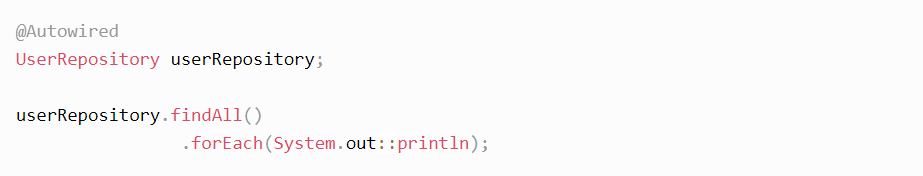 @Autowired
UserRepository userRepository;
userRepository.findAll()
.forEach(System.out::println);